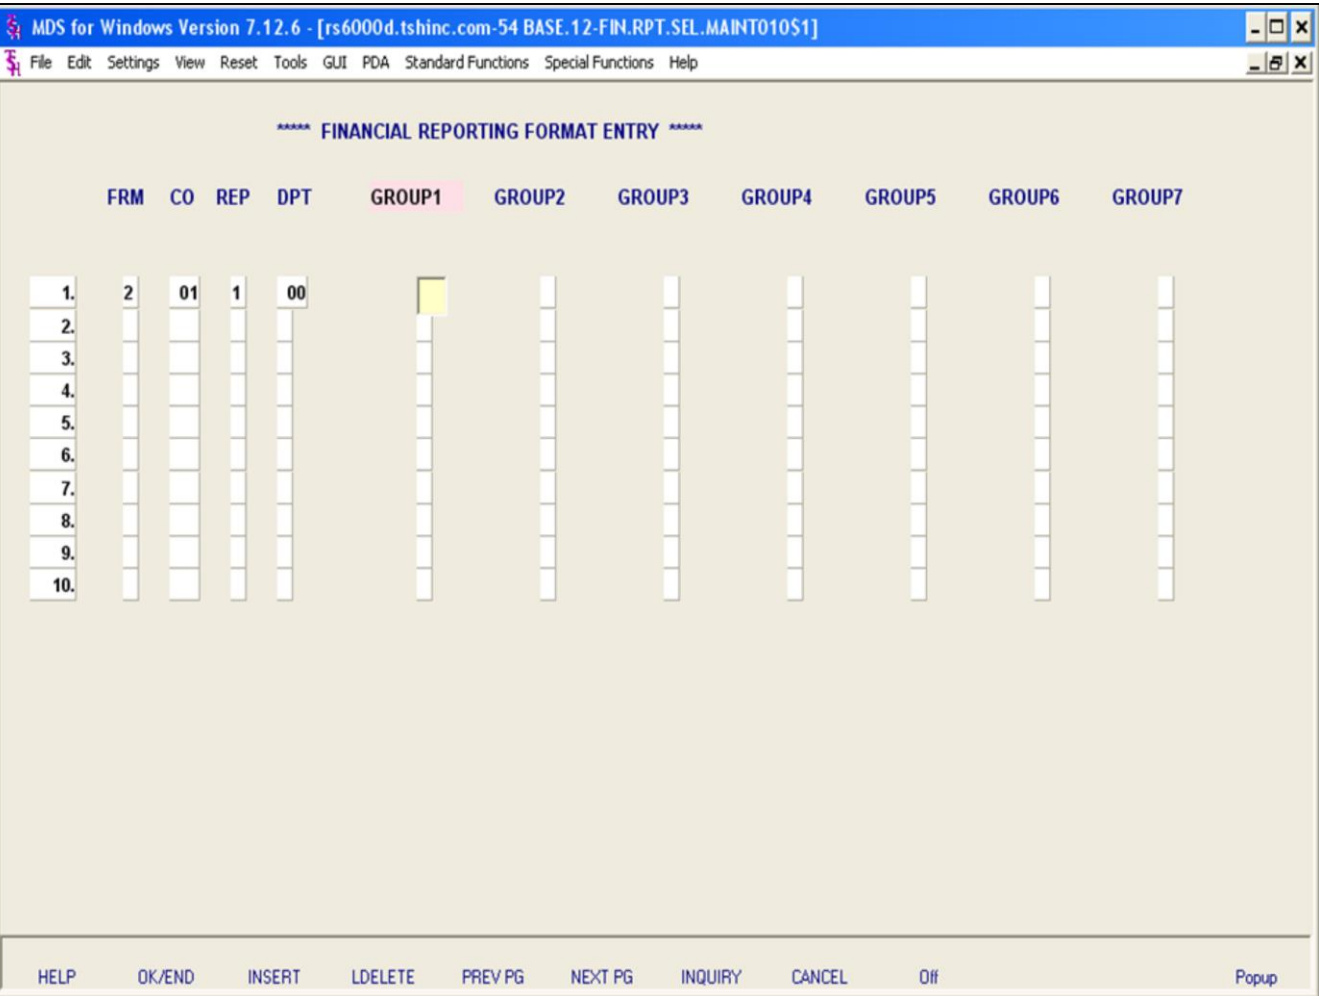 MDS for Windows Version 7.12.6 - [rs6000d.tshinc.com-54 BASE.12-FIN.RPT.SEL.MAINT010$1]
File Edit Settings View Reset Tools GUI PDA Standard Functions Special Functions Help
***** FINANCIAL REPORTING FORMAT ENTRY *****
FRM CO REP DPT GROUP1 GROUP2 GROUP3 GROUP4 GROUP5 GROUP6 GROUP7
1. 2 01 1 00
2.
3.
4.
5.
6.
7.
8.
9.
10.
HELP OK/END INSERT LDELETE PREV PG NEXT PG INQUIRY CANCEL Off Popup